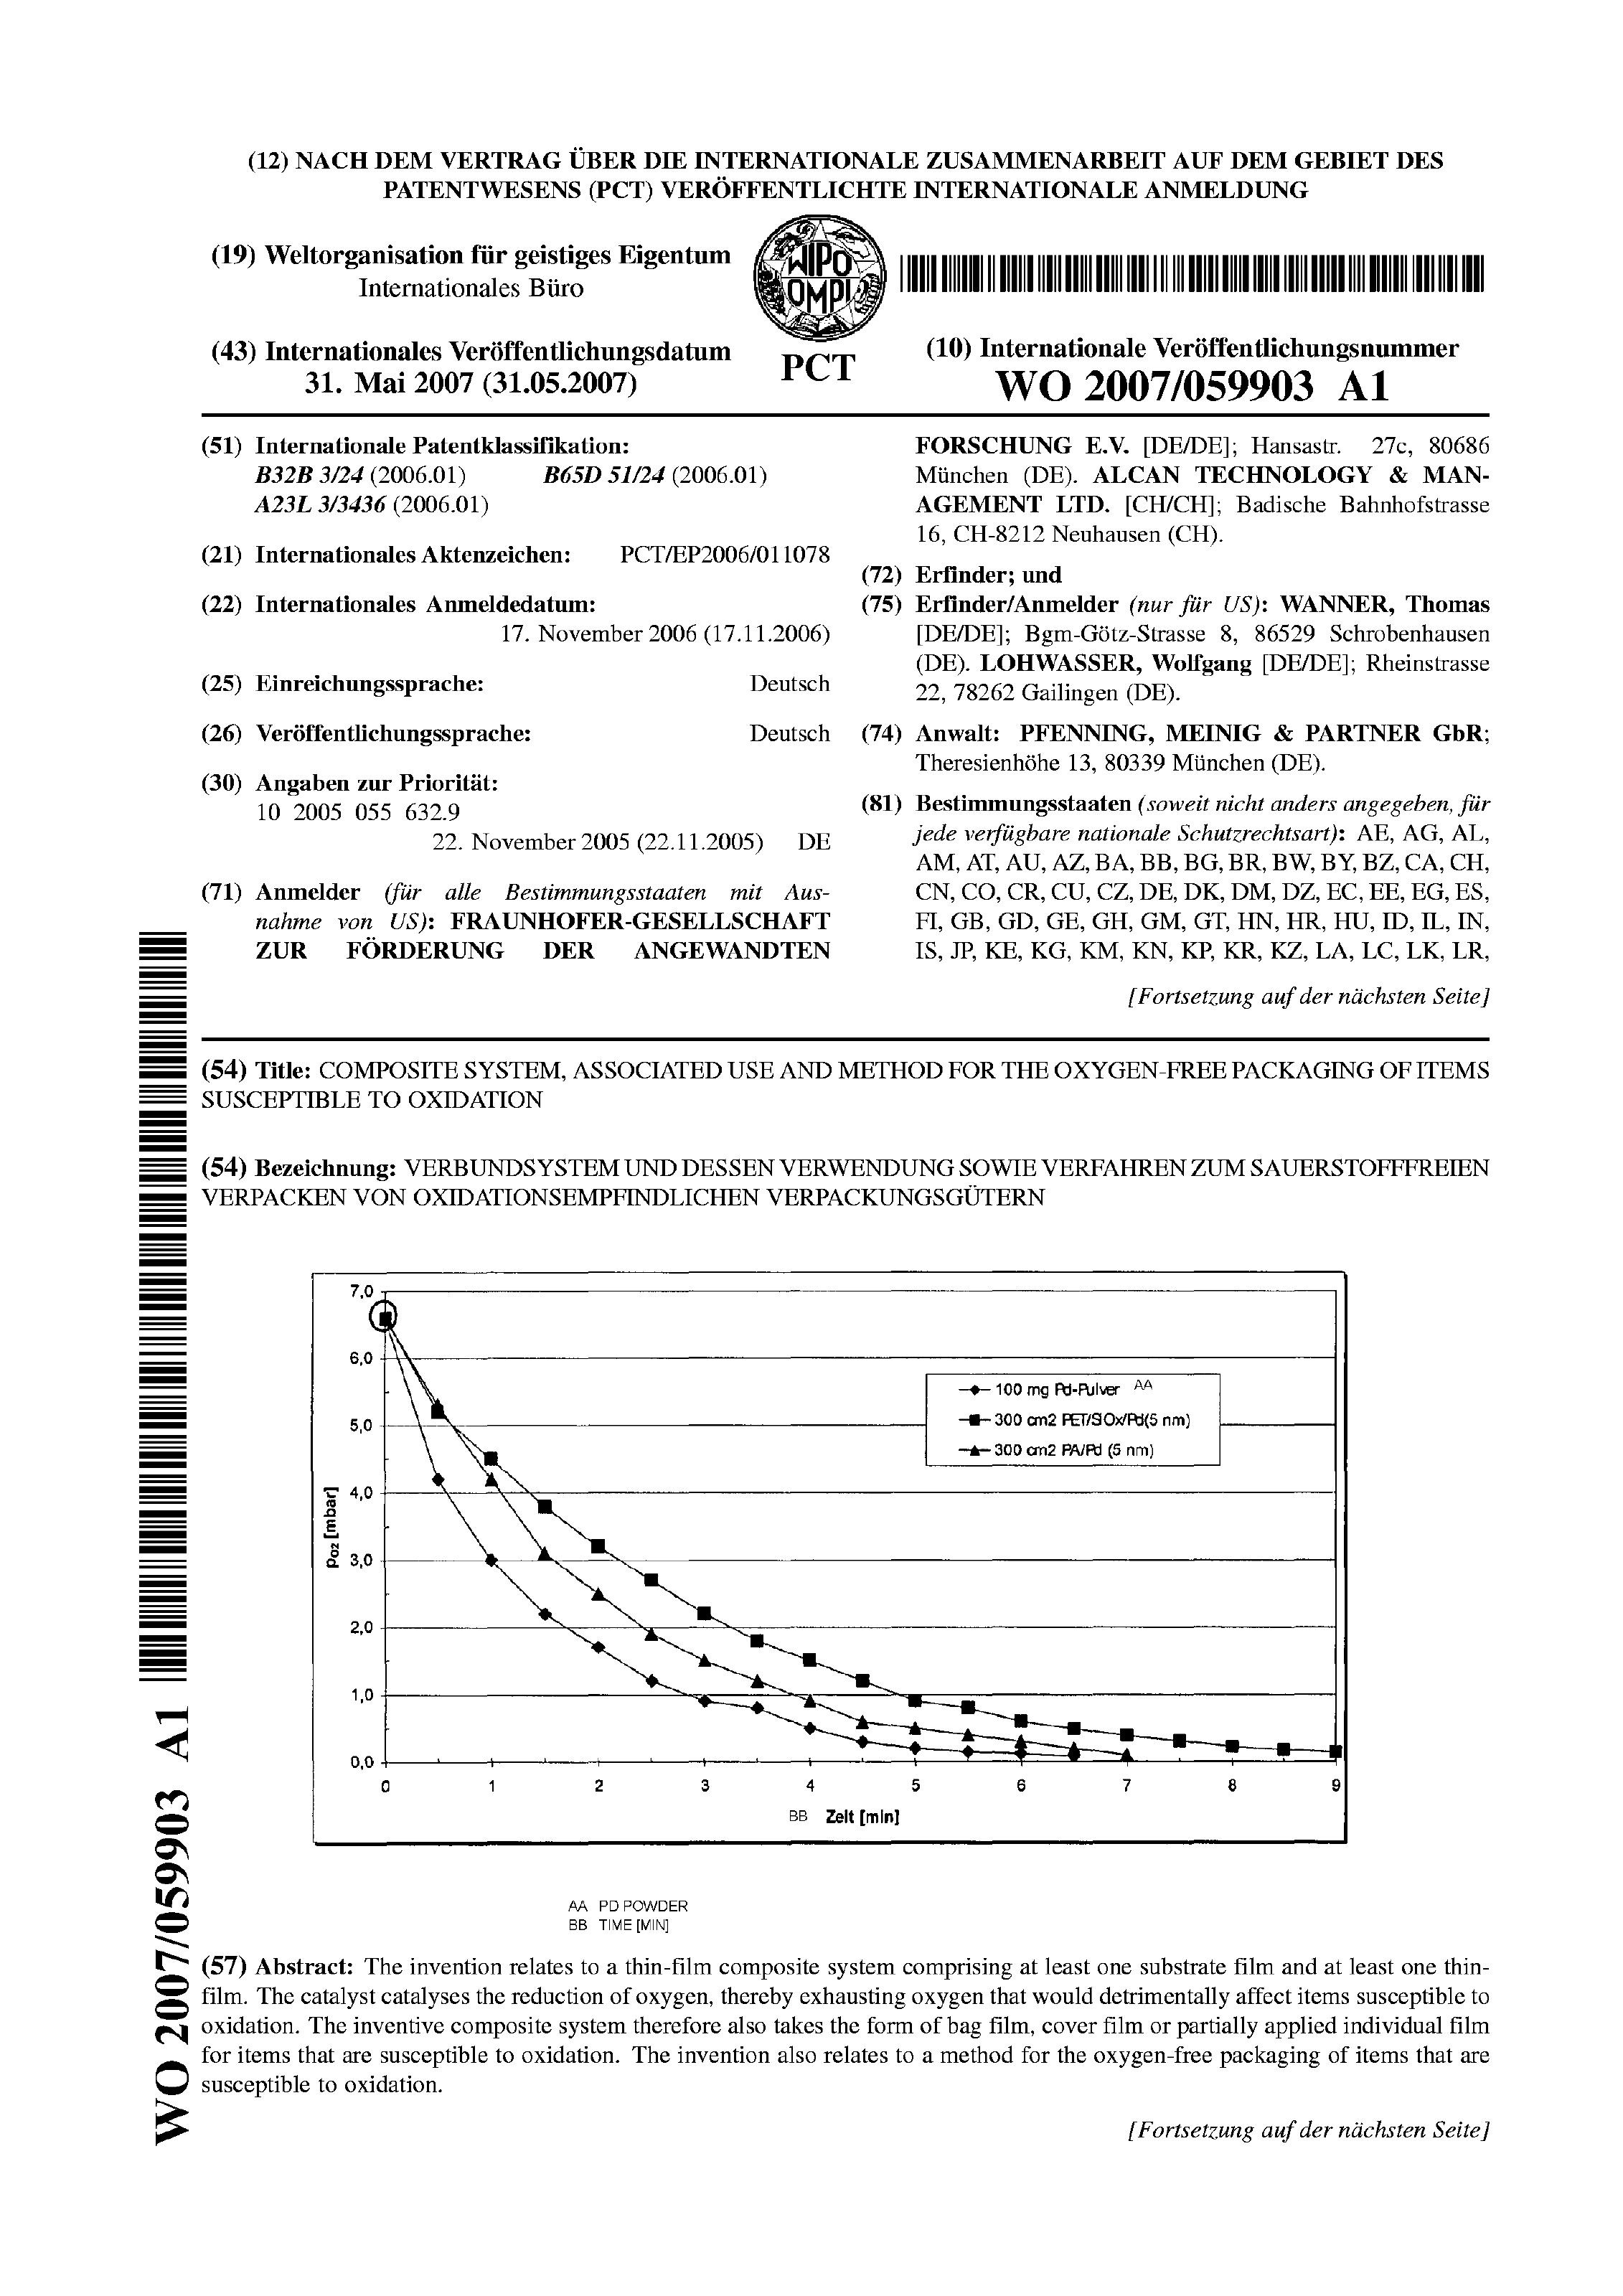 (12) NACH DEM VERTRAG ÜBER DIE INTERNATIONALE ZUSAMMENARBEIT AUF DEM GEBIET DES
PATENTWESENS (PCT) VERÖFFENTLICHTE INTERNATIONALE ANMELDUNG
(19) Weltorganisation für geistiges Eigentum
Internationales Büro
WIPO
OMPI
(43) Internationales Veröffentlichungsdatum
31. Mai 2007 (31.05.2007)
PCT
(10) Internationale Veröffentlichungsnummer
WO 2007/059903 A1
(51) Internationale Patentklassifikation:
B32B 3/24 (2006.01) B65D 51/24 (2006.01)
A23L 3/3436 (2006.01)
(21) Internationales Aktenzeichen: PCT/EP2006/011078
(22) Internationales Anmeldedatum:
17. November 2006 (17.11.2006)
(25) Einreichungssprache: Deutsch
(26) Veröffentlichungssprache: Deutsch
(30) Angaben zur Priorität:
10 2005 055 632.9
22. November 2005 (22.11.2005) DE
(71) Anmelder (für alle Bestimmungsstaaten mit Aus-
nahme von US): FRAUNHOFER-GESELLSCHAFT
ZUR FÖRDERUNG DER ANGEWANDTEN
FORSCHUNG E.V. [DE/DE]; Hansastr. 27c, 80686
München (DE). ALCAN TECHNOLOGY & MAN-
AGEMENT LTD. [CH/CH]; Badische Bahnhofstrasse
16, CH-8212 Neuhausen (CH).
(72) Erfinder; und
(75) Erfinder/Anmelder (nur für US): WANNER, Thomas
[DE/DE]; Bgm-Götz-Strasse 8, 86529 Schrobenhausen
(DE). LOHWASSER, Wolfgang [DE/DE]; Rheinstrasse
22, 78262 Gailingen (DE).
(74) Anwalt: PFENNING, MEINIG & PARTNER GbR;
Theresienhöhe 13, 80339 München (DE).
(81) Bestimmungsstaaten (soweit nicht anders angegeben, für
jede verfügbare nationale Schutzrechtsart): AE, AG, AL,
AM, AT, AU, AZ, BA, BB, BG, BR, BW, BY, BZ, CA, CH,
CN, CO, CR, CU, CZ, DE, DK, DM, DZ, EC, EE, EG, ES,
FI, GB, GD, GE, GH, GM, GT, HN, HR, HU, ID, IL, IN,
IS, JP, KE, KG, KM, KN, KP, KR, KZ, LA, LC, LK, LR,
[Fortsetzung auf der nächsten Seite]
(54) Title: COMPOSITE SYSTEM, ASSOCIATED USE AND METHOD FOR THE OXYGEN-FREE PACKAGING OF ITEMS
SUSCEPTIBLE TO OXIDATION
(54) Bezeichnung: VERBUNDSYSTEM UND DESSEN VERWENDUNG SOWIE VERFAHREN ZUM SAUERSTOFFFREIEN
VERPACKEN VON OXIDATIONSEMPFINDLICHEN VERPACKUNGSGÜTERN
7,0
6,0
5,0
4,0
3,0
2,0
1,0
0,0
PO2 [mbar]
100 mg Pd-Pulver AA
300 cm2 PET/SiOx/Pd(5 nm)
300 cm2 PA/Pd (5 nm)
0 1 2 3 4 5 6 7 8 9
BB Zeit [min]
AA PD POWDER
BB TIME [MIN]
(57) Abstract: The invention relates to a thin-film composite system comprising at least one substrate film and at least one thin-
film. The catalyst catalyses the reduction of oxygen, thereby exhausting oxygen that would detrimentally affect items susceptible to
oxidation. The inventive composite system therefore also takes the form of bag film, cover film or partially applied individual film
for items that are susceptible to oxidation. The invention also relates to a method for the oxygen-free packaging of items that are
susceptible to oxidation.
[Fortsetzung auf der nächsten Seite]
WO 2007/059903 A1